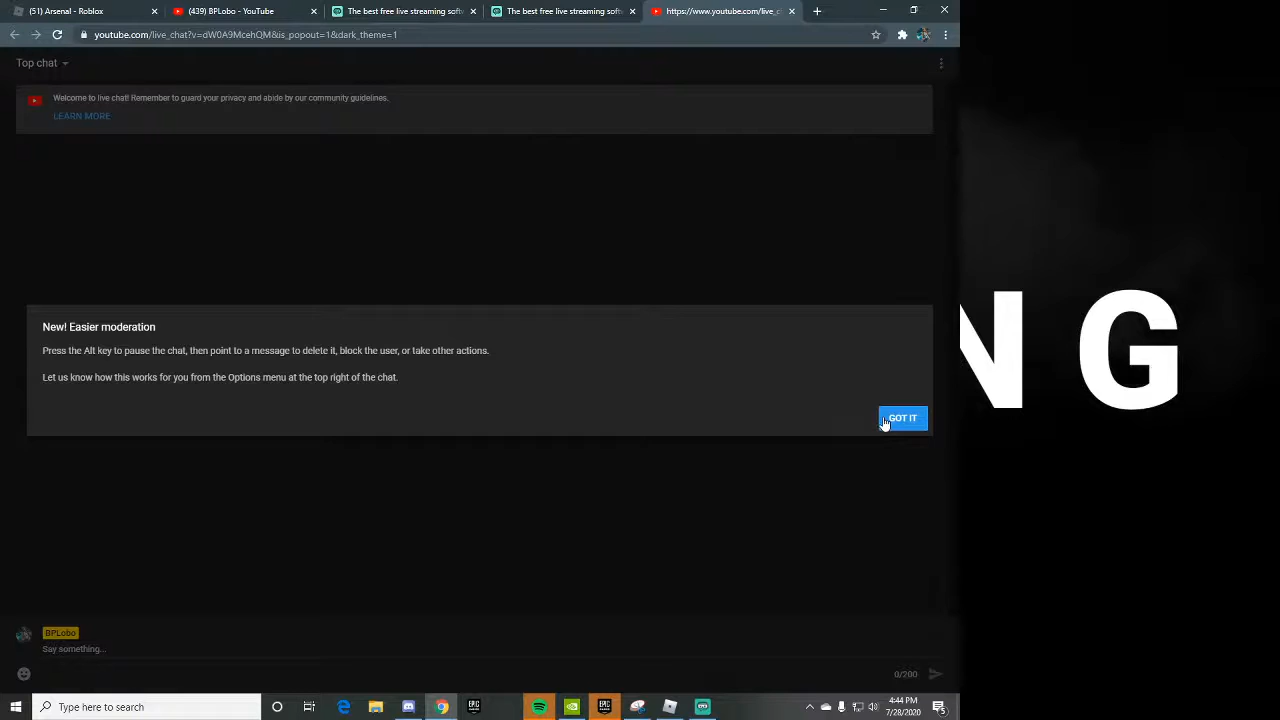 (51) Arsenal - Roblox
(439) BPLobo - YouTube
The best free live streaming softw
The best free live streaming softw
https://www.youtube.com/live_c
youtube.com/live_chat?v=dW0A9McehQM&is_popout=1&dark_theme=1
Top chat
Welcome to live chat! Remember to guard your privacy and abide by our community guidelines.
LEARN MORE
New! Easier moderation
Press the Alt key to pause the chat, then point to a message to delete it, block the user, or take other actions.
Let us know how this works for you from the Options menu at the top right of the chat.
GOT IT
NG
BPLobo
Say something...
0/200
Type here to search
EPIC
EPIC
4:44 PM
7/28/2020